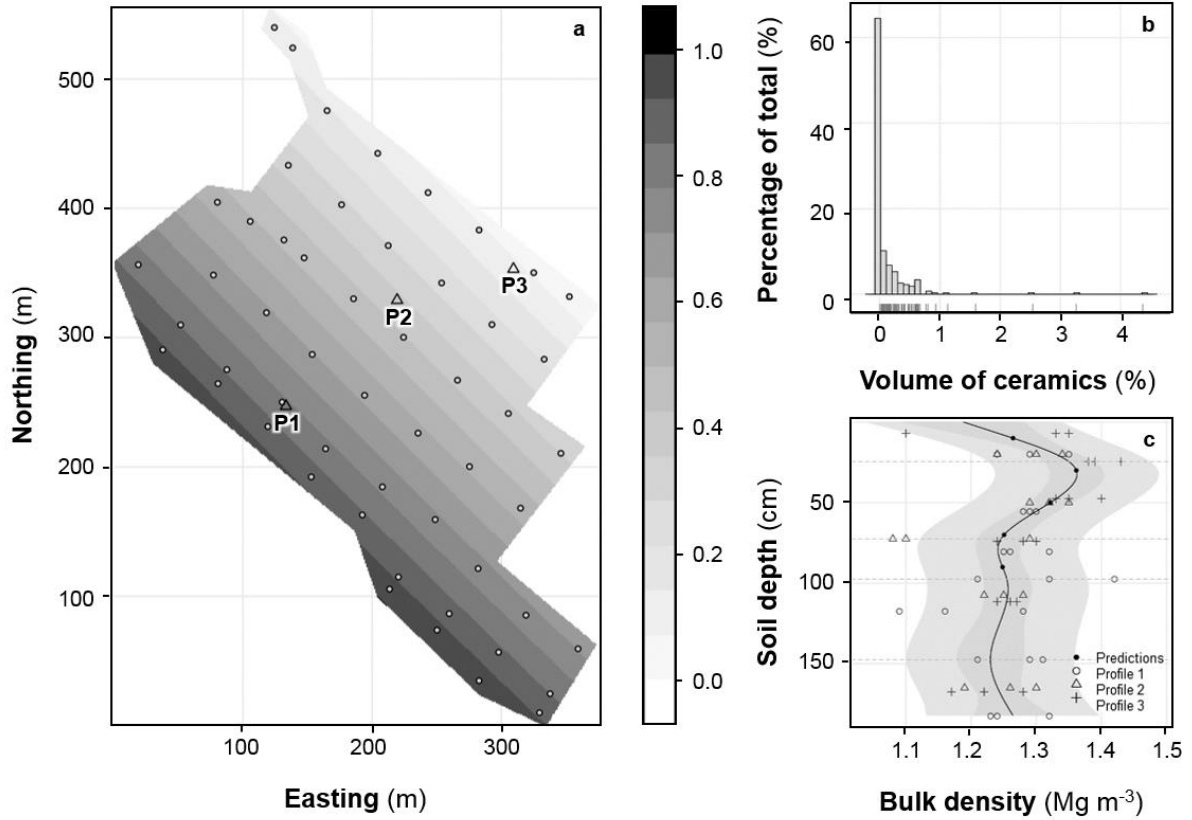 a
500
400
300
200
100
Northing (m)
100
200
300
Easting (m)
P1
P2
P3
1.0
0.8
0.6
0.4
0.2
0.0
b
60
40
20
0
Percentage of total (%)
0
1
2
3
4
Volume of ceramics (%)
c
50
100
150
Soil depth (cm)
Predictions
Profile 1
Profile 2
Profile 3
1.1
1.2
1.3
1.4
1.5
Bulk density (Mg m-3)